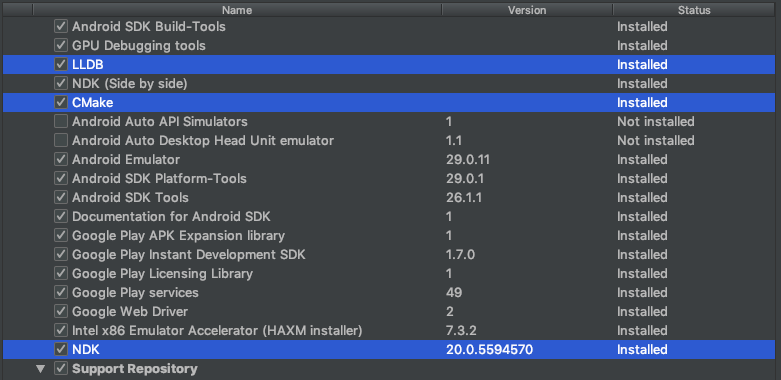 Name Version Status
Android SDK Build-Tools Installed
GPU Debugging tools Installed
LLDB Installed
NDK (Side by side) Installed
CMake Installed
Android Auto API Simulators 1 Not installed
Android Auto Desktop Head Unit emulator 1.1 Not installed
Android Emulator 29.0.11 Installed
Android SDK Platform-Tools 29.0.1 Installed
Android SDK Tools 26.1.1 Installed
Documentation for Android SDK 1 Installed
Google Play APK Expansion library 1 Installed
Google Play Instant Development SDK 1.7.0 Installed
Google Play Licensing Library 1 Installed
Google Play services 49 Installed
Google Web Driver 2 Installed
Intel x86 Emulator Accelerator (HAXM installer) 7.3.2 Installed
NDK 20.0.5594570 Installed
Support Repository